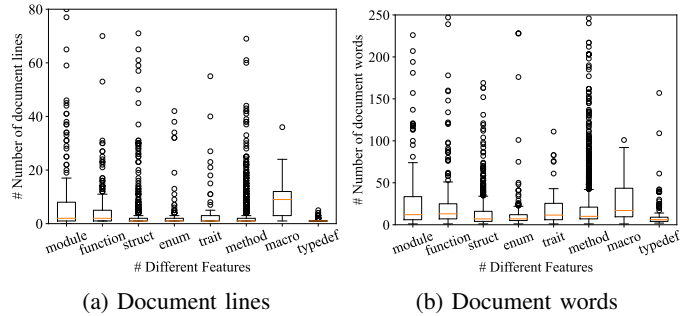 # Number of document lines
80
60
40
20
0
module function struct enum trait method macro typedef
# Different Features
(a) Document lines
# Number of document words
250
200
150
100
50
0
module function struct enum trait method macro typedef
# Different Features
(b) Document words